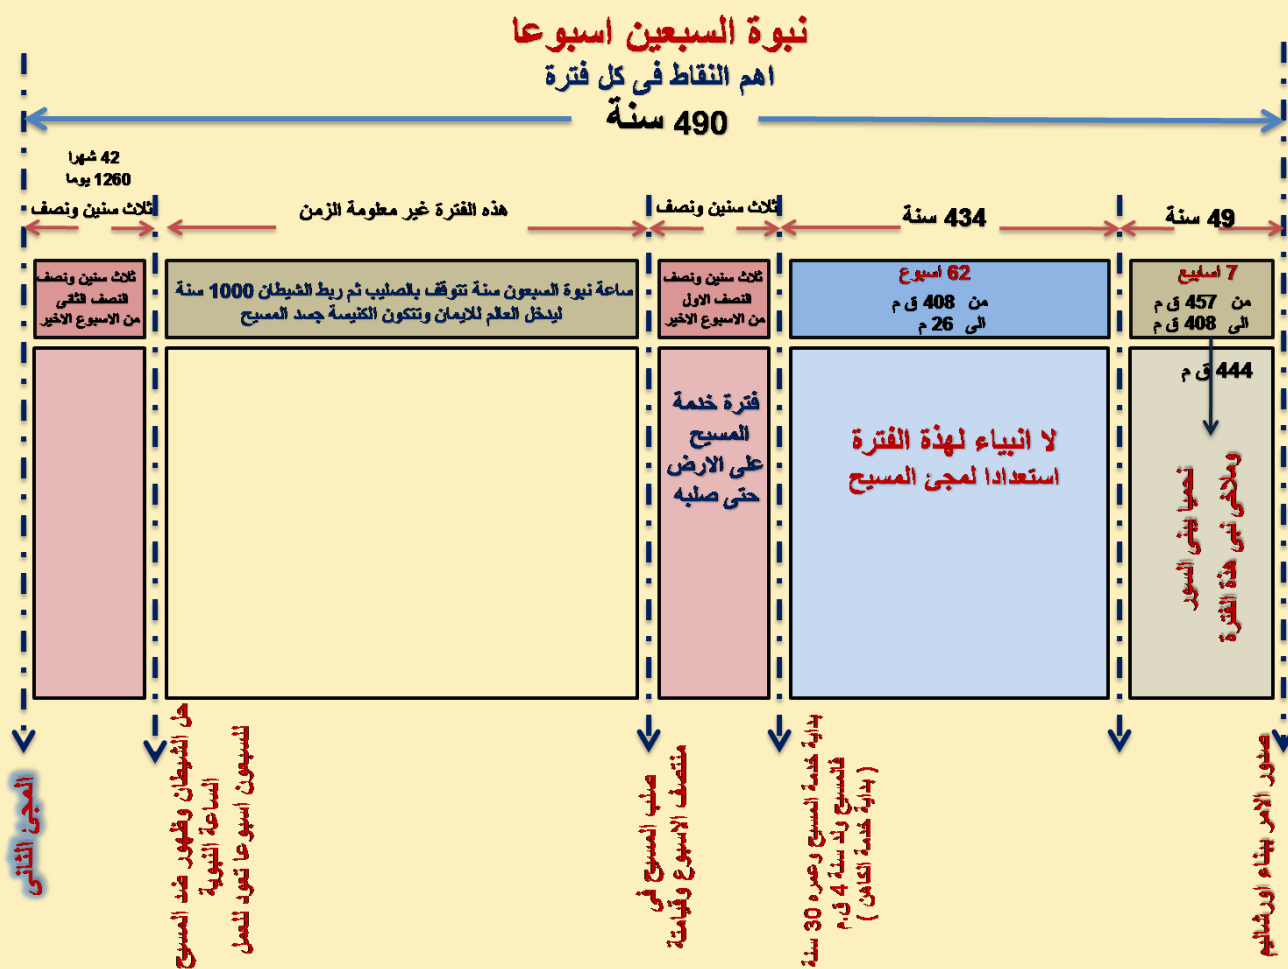 نبوة السبعين اسبوعا
اهم النقاط فى كل فترة
490 سنة
49 سنة
434 سنة
ثلاث سنين ونصف
هذه الفترة غير معلومة الزمن
42 شهرا
1260 يوما
ثلاث سنين ونصف
7 اسابيع
من 457 ق م
الى 408 ق م
62 اسبوع
من 408 ق م
الى 26 م
ثلاث سنين ونصف
النصف الاول
من الاسبوع الاخير
ساعة نبوة السبعون سنة تتوقف بالصليب ثم ربط الشيطان 1000 سنة
ليدخل العالم للايمان وتتكون الكنيسة جسد المسيح
ثلاث سنين ونصف
النصف الثانى
من الاسبوع الاخير
444 ق م
نحميا يبنى السور
وملاخى نبى هذة الفترة
لا انبياء لهذة الفترة
استعدادا لمجئ المسيح
فترة خدمة
المسيح
على الارض
حتى صلبه
صدور الامر ببناء اورشاليم
بداية خدمة المسيح وعمره 30 سنة
فالمسيح ولد سنة 4 ق.م
( بداية خدمة الكاهن )
صلب المسيح فى
منتصف الاسبوع وقيامتة
حل الشيطان وظهور ضد المسيح
الساعة النبوية
للسبعون اسبوعا تعود للعمل
المجئ الثانى